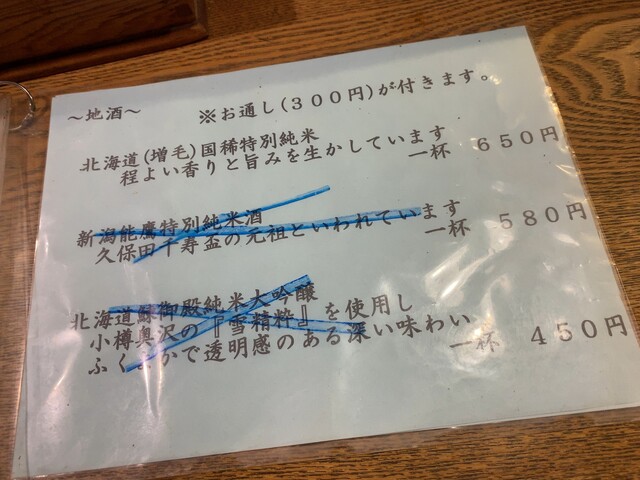 ～地酒～　※お通し(３００円)が付きます。
北海道(増毛)国稀特別純米
程よい香りと旨みを生かしています
一杯　６５０円
新潟能鷹特別純米酒
久保田千寿盃の元祖といわれています
一杯　５８０円
北海道鰊御殿純米大吟醸
小樽奥沢の『雪精粋』を使用し
ふくよかで透明感のある深い味わい
一杯　４５０円